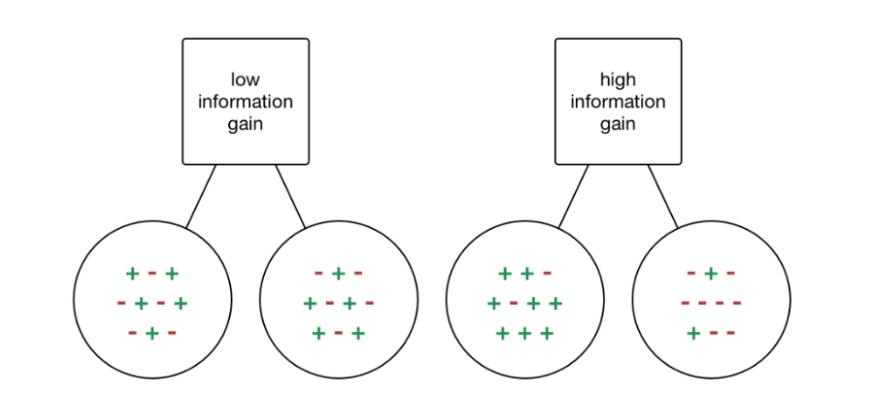 low
information
gain
high
information
gain
+ - +
- + - +
- + -
- + -
+ - + -
+ - +
+ + -
+ - + +
+ + +
- + -
- - - -
+ - -